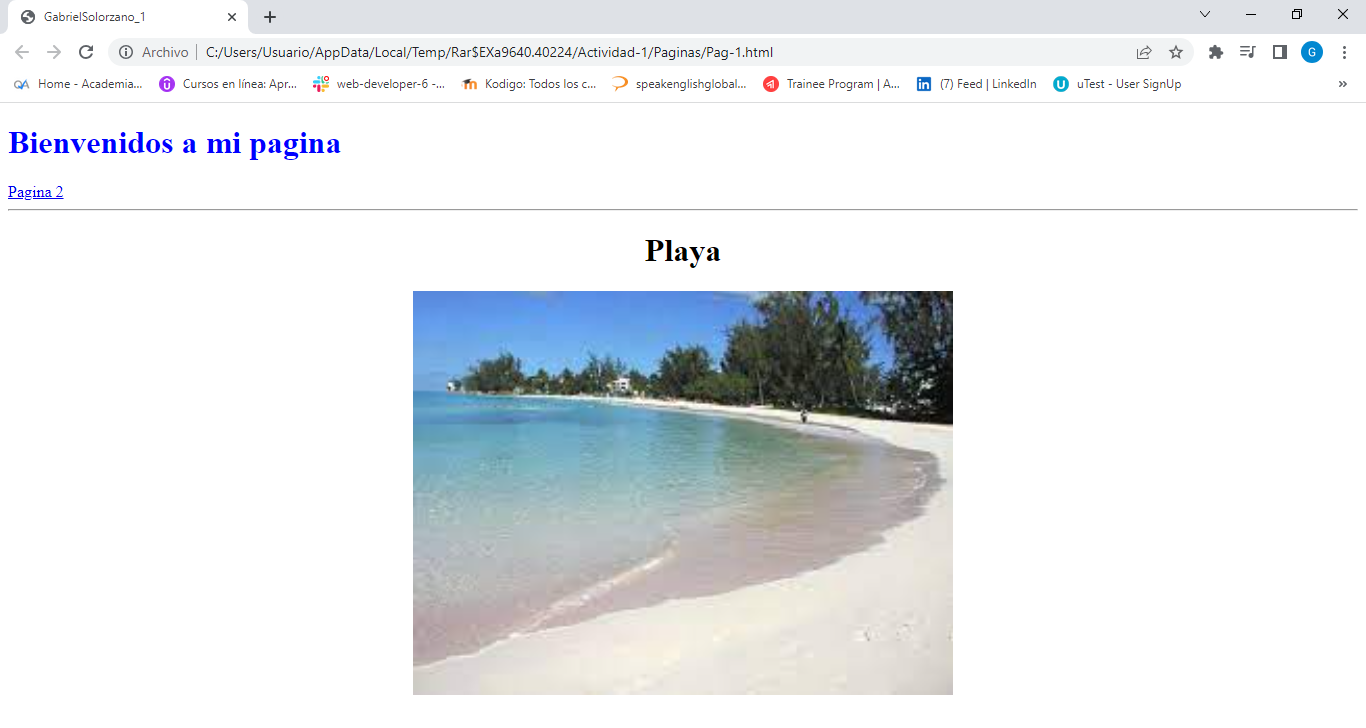 GabrielSolorzano_1
Archivo C:/Users/Usuario/AppData/Local/Temp/Rar$EXa9640.40224/Actividad-1/Paginas/Pag-1.html
G
QA Home - Academia... Cursos en línea: Apr... web-developer-6 -... Kodigo: Todos los c... speakenglishglobal... Trainee Program | A... (7) Feed | LinkedIn uTest - User SignUp »
Bienvenidos a mi pagina
Pagina 2
Playa